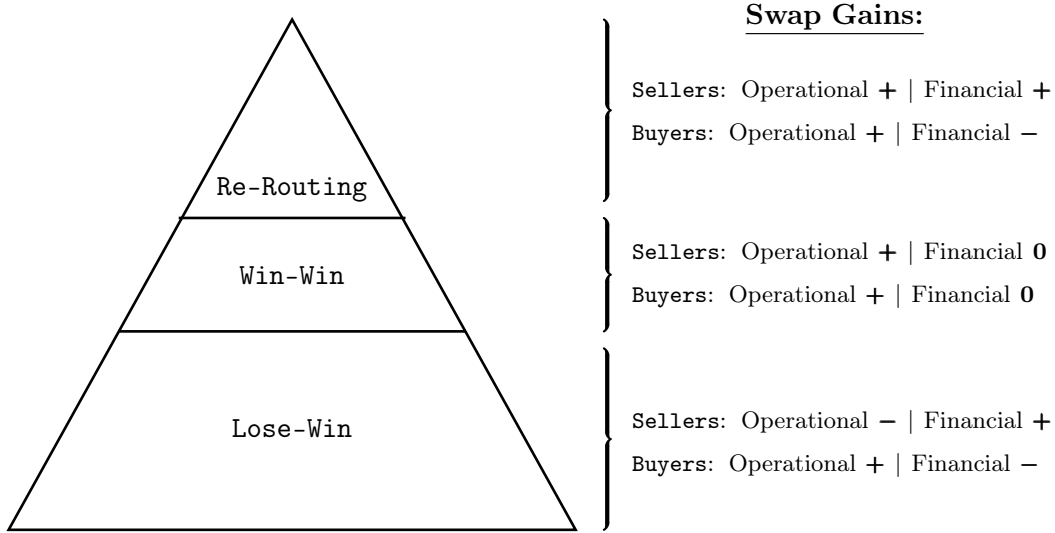 Swap Gains:
Sellers: Operational + | Financial +
Buyers: Operational + | Financial −
Re-Routing
Sellers: Operational + | Financial 0
Win-Win
Buyers: Operational + | Financial 0
Sellers: Operational − | Financial +
Lose-Win
Buyers: Operational + | Financial −